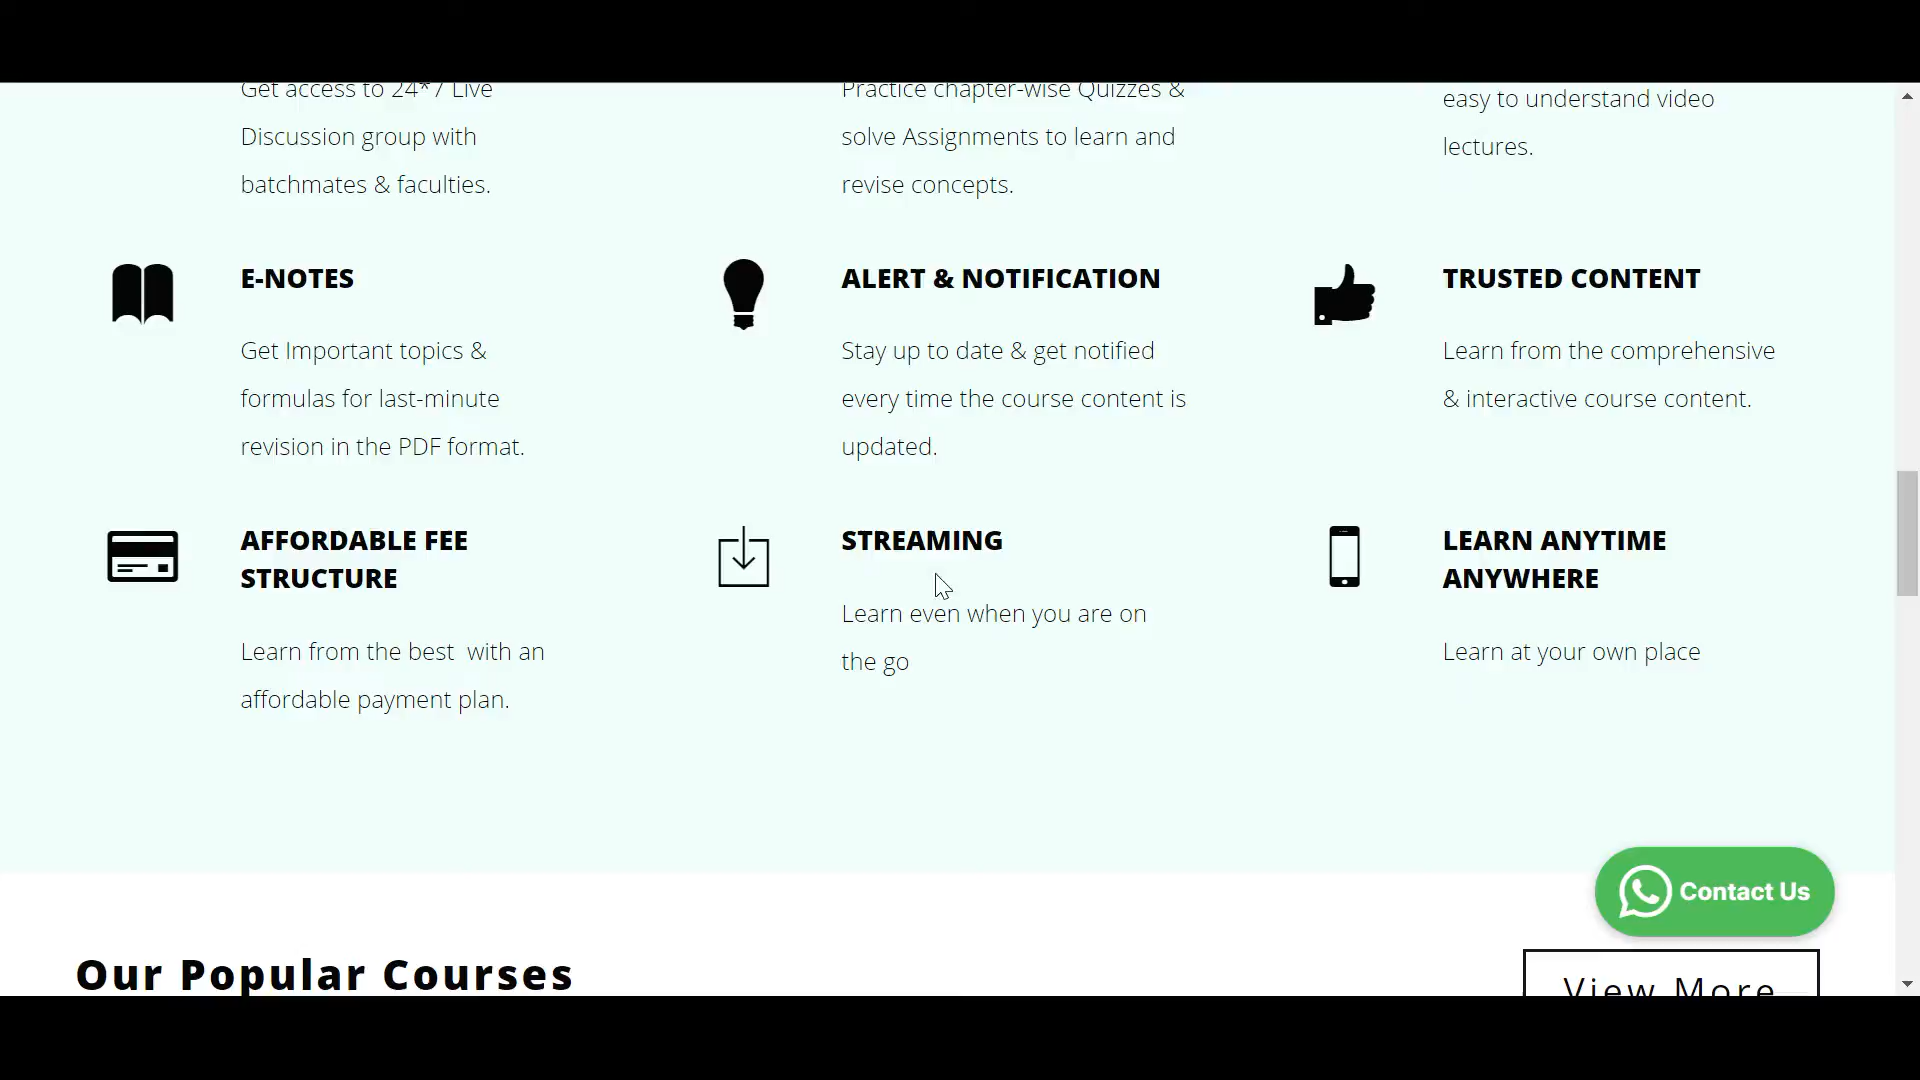 Get access to 24*7 Live
Discussion group with
batchmates & faculties.
Practice chapter-wise Quizzes &
solve Assignments to learn and
revise concepts.
easy to understand video
lectures.
E-NOTES
Get Important topics &
formulas for last-minute
revision in the PDF format.
ALERT & NOTIFICATION
Stay up to date & get notified
every time the course content is
updated.
TRUSTED CONTENT
Learn from the comprehensive
& interactive course content.
AFFORDABLE FEE
STRUCTURE
Learn from the best  with an
affordable payment plan.
STREAMING
Learn even when you are on
the go
LEARN ANYTIME
ANYWHERE
Learn at your own place
Contact Us
Our Popular Courses
View More